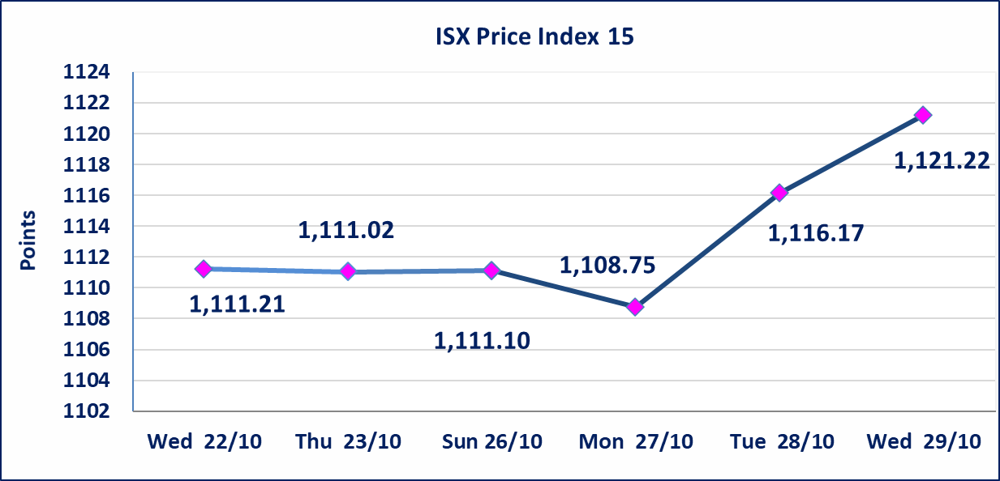 ISX Price Index 15
Points
1124
1122
1120
1118
1116
1114
1112
1110
1108
1106
1104
1102
1,111.21
1,111.02
1,111.10
1,108.75
1,116.17
1,121.22
Wed 22/10
Thu 23/10
Sun 26/10
Mon 27/10
Tue 28/10
Wed 29/10